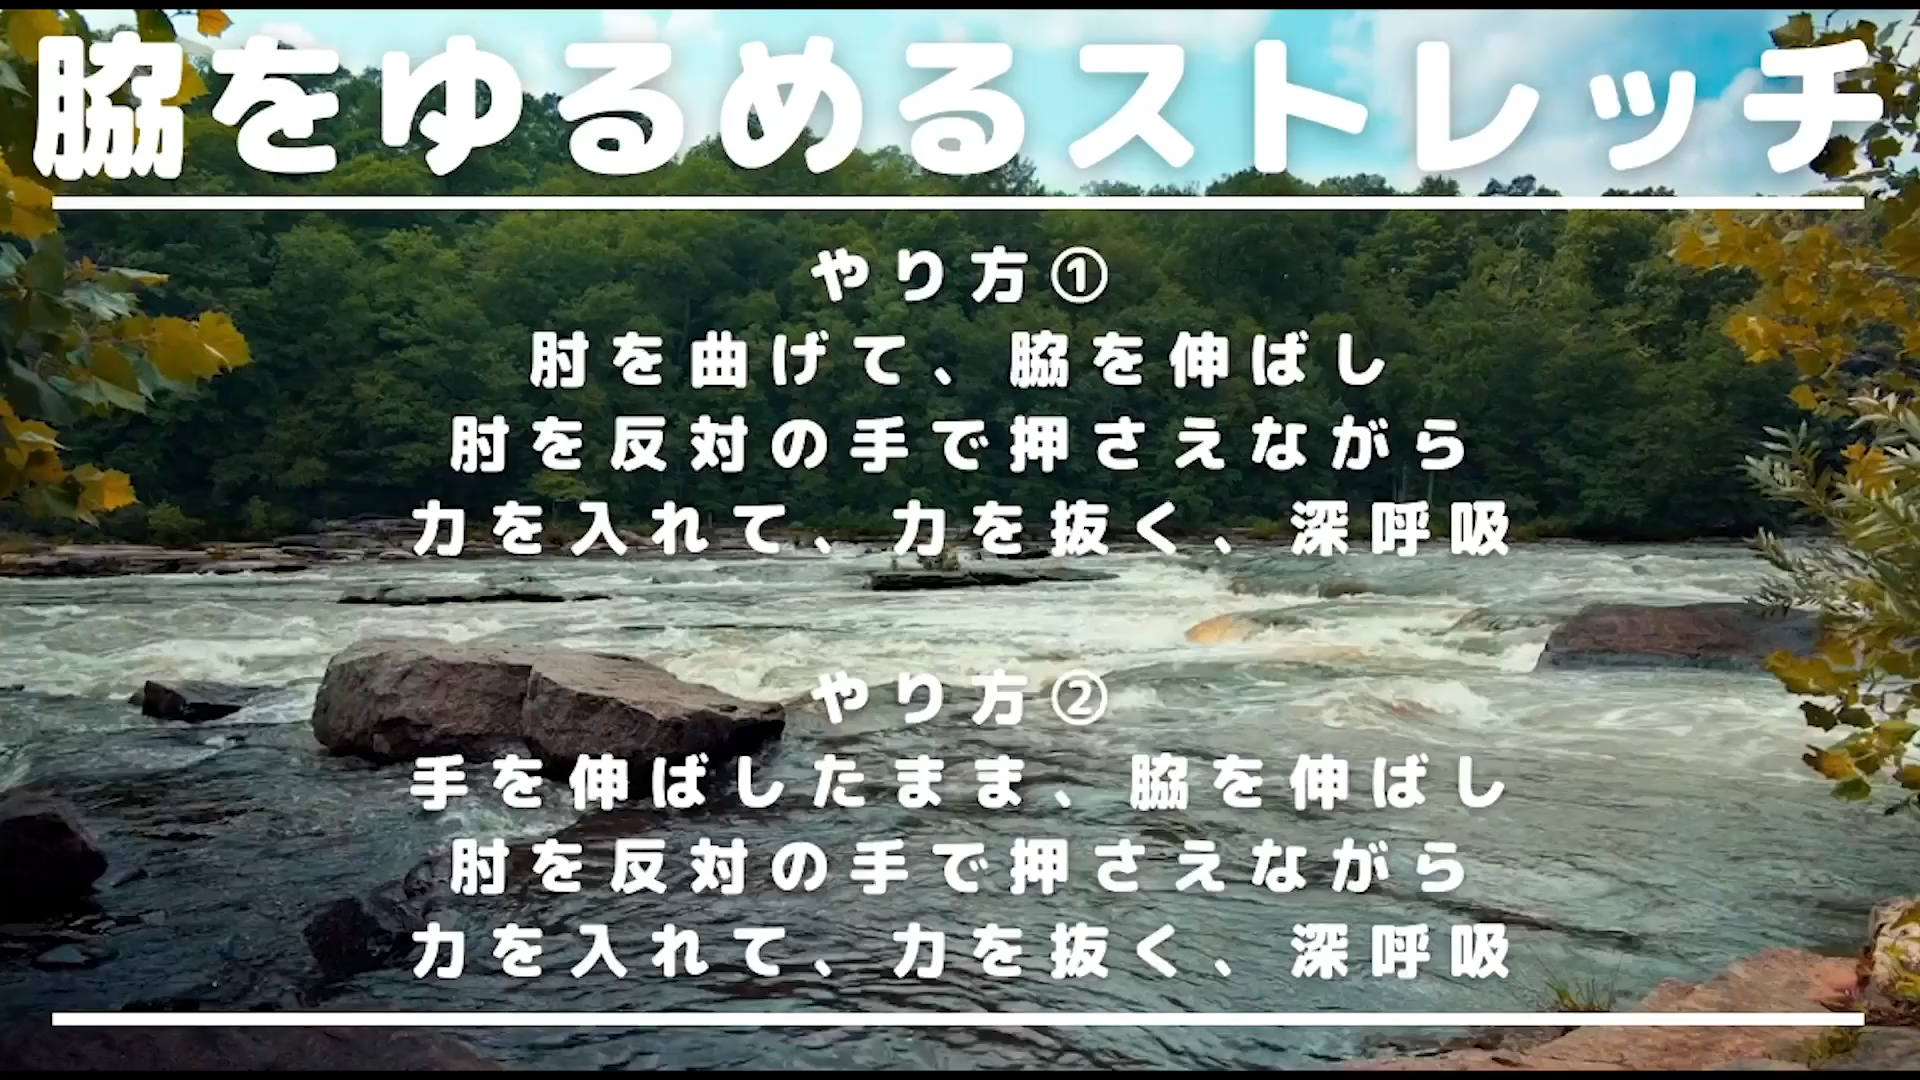 脇をゆるめるストレッチ
やり方①
肘を曲げて、脇を伸ばし
肘を反対の手で押さえながら
力を入れて、力を抜く、深呼吸
やり方②
手を伸ばしたまま、脇を伸ばし
肘を反対の手で押さえながら
力を入れて、力を抜く、深呼吸